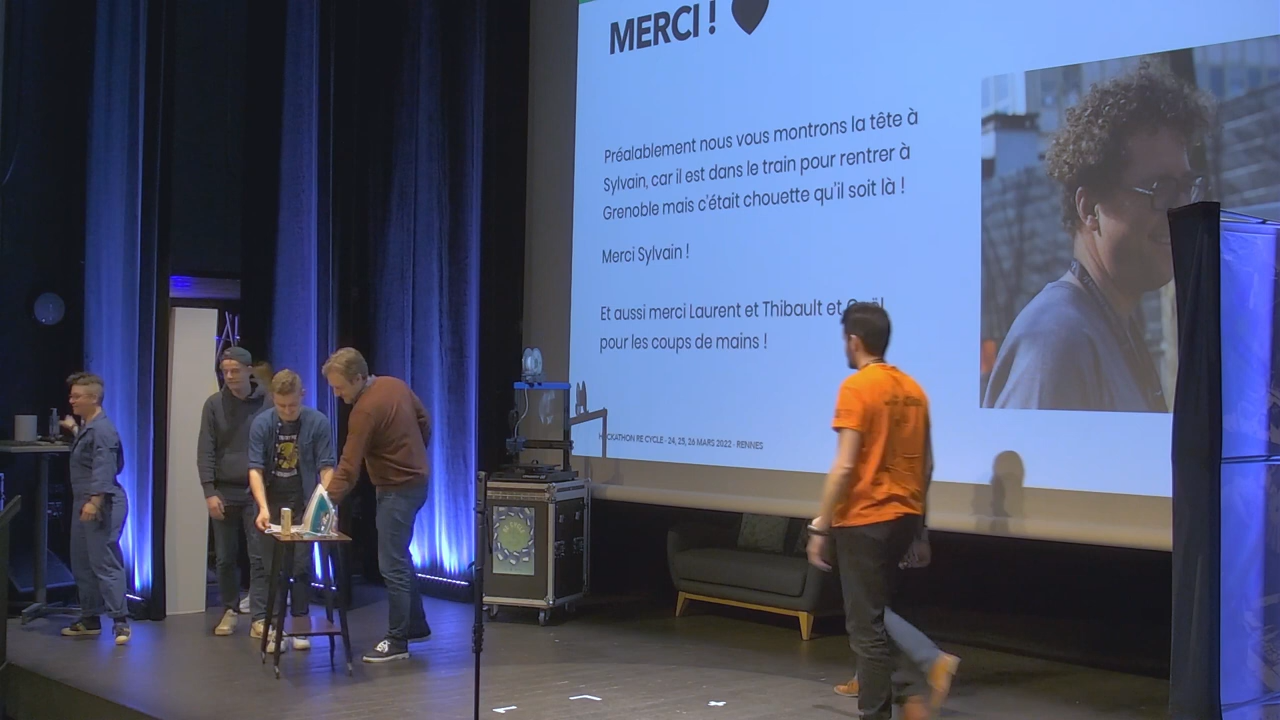 MERCI !
Préalablement nous vous montrons la tête à
Sylvain, car il est dans le train pour rentrer à
Grenoble mais c'était chouette qu'il soit là !
Merci Sylvain !
Et aussi merci Laurent et Thibault et
pour les coups de mains !
HACKATHON RE CYCLE · 24, 25, 26 MARS 2022 · RENNES